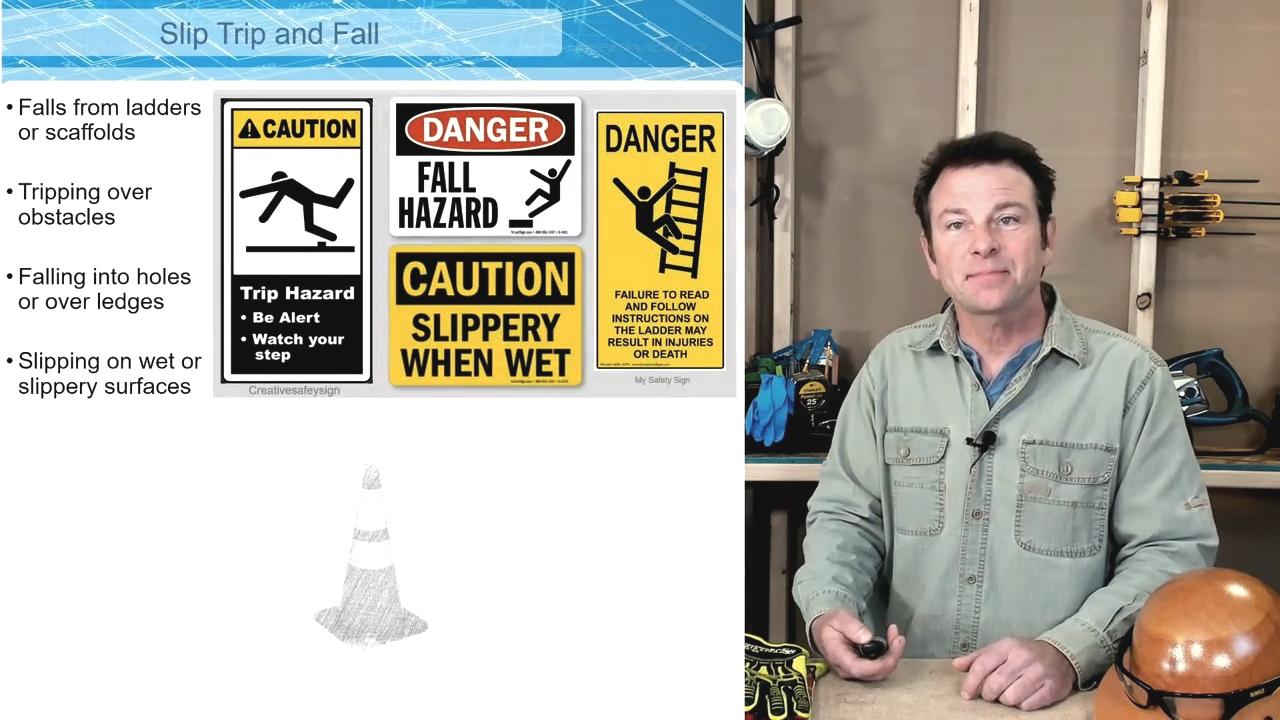 Slip Trip and Fall
• Falls from ladders
or scaffolds
• Tripping over
obstacles
• Falling into holes
or over ledges
• Slipping on wet or
slippery surfaces
CAUTION
Trip Hazard
• Be Alert
• Watch your
step
Creativesafeysign
DANGER
FALL
HAZARD
CAUTION
SLIPPERY
WHEN WET
DANGER
FAILURE TO READ
AND FOLLOW
INSTRUCTIONS ON
THE LADDER MAY
RESULT IN INJURIES
OR DEATH
My Safety Sign
STANLEY
25